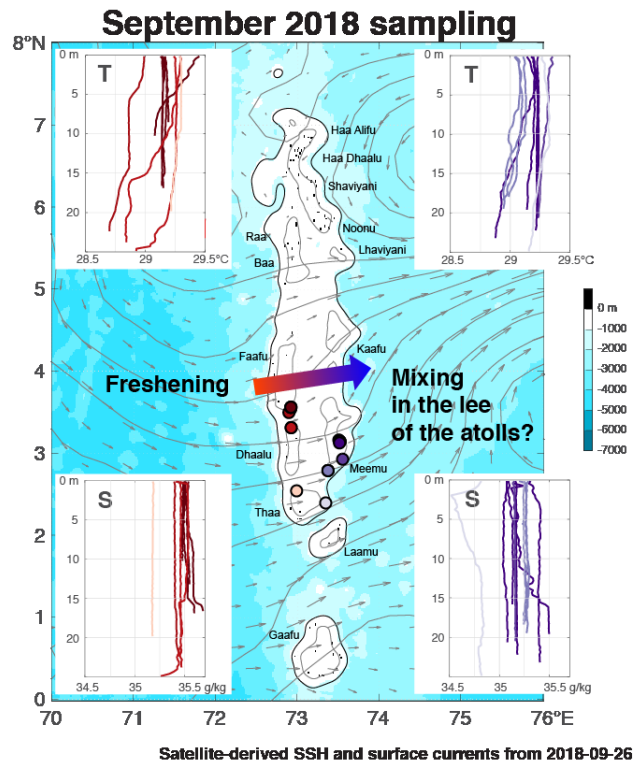 September 2018 sampling
8°N
7
6
5
4
3
2
1
0
70
71
72
73
74
75
76°E
0 m
5
10
15
20
T
28.5
29
29.5°C
0 m
5
10
15
20
T
28.5
29
29.5°C
Haa Alifu
Haa Dhaalu
Shaviyani
Noonu
Raa
Lhaviyani
Baa
Faafu
Kaafu
Freshening
Mixing
in the lee
of the atolls?
Dhaalu
Meemu
Thaa
Laamu
Gaafu
0 m
-1000
-2000
-3000
-4000
-5000
-6000
-7000
0 m
5
10
15
20
S
34.5
35
35.5 g/kg
0 m
5
10
15
20
S
34.5
35
35.5 g/kg
Satellite-derived SSH and surface currents from 2018-09-26